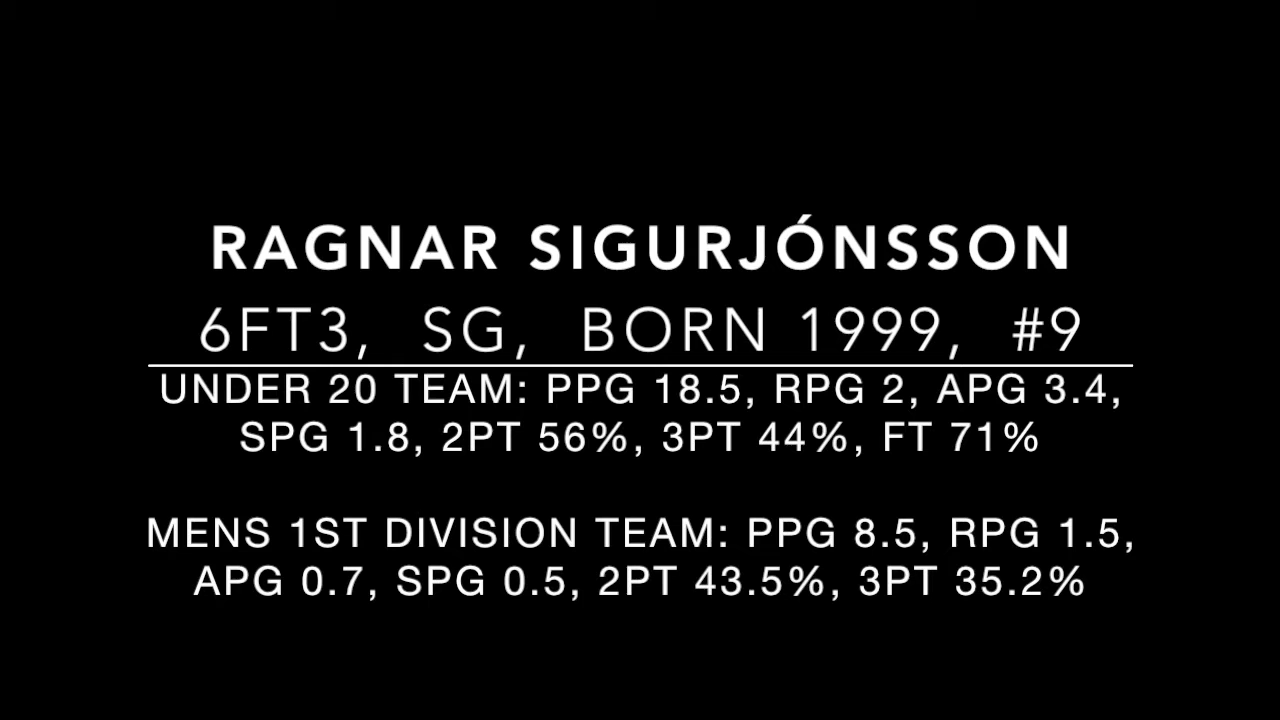 RAGNAR SIGURJÓNSSON
6FT3, SG, BORN 1999, #9
UNDER 20 TEAM: PPG 18.5, RPG 2, APG 3.4,
SPG 1.8, 2PT 56%, 3PT 44%, FT 71%
MENS 1ST DIVISION TEAM: PPG 8.5, RPG 1.5,
APG 0.7, SPG 0.5, 2PT 43.5%, 3PT 35.2%